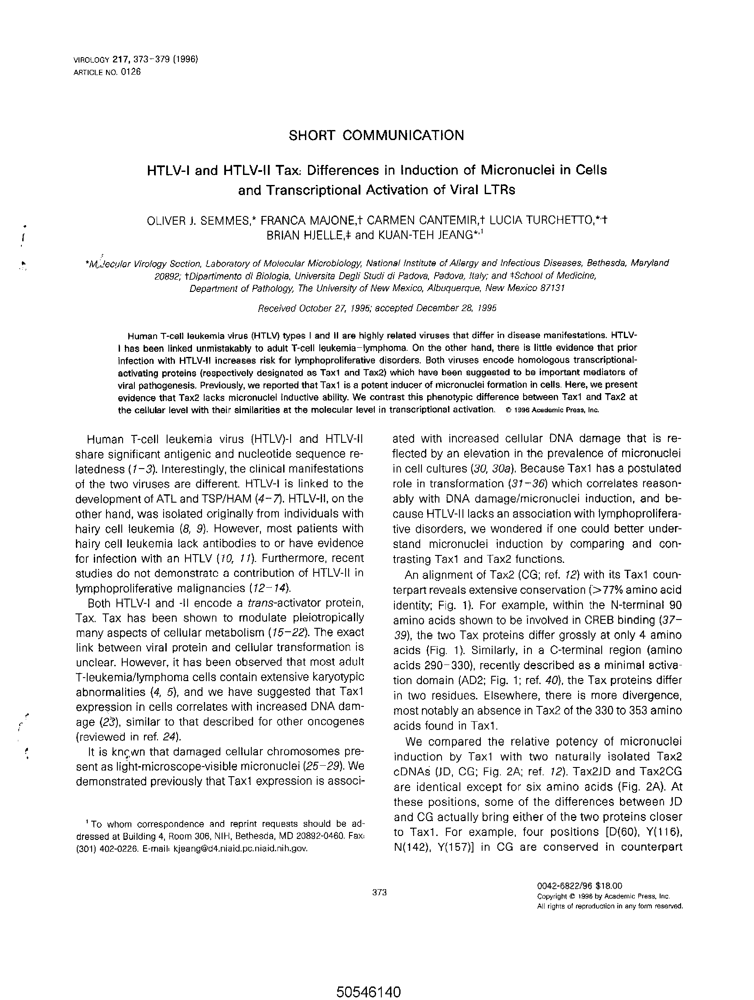 VIROLOGY 217, 373–379 (1996)
ARTICLE NO. 0126
SHORT COMMUNICATION
HTLV-I and HTLV-II Tax: Differences in Induction of Micronuclei in Cells
and Transcriptional Activation of Viral LTRs
OLIVER J. SEMMES,* FRANCA MAJONE,† CARMEN CANTEMIR,† LUCIA TURCHETTO,*,†
BRIAN HJELLE,‡ and KUAN-TEH JEANG*,1
*Molecular Virology Section, Laboratory of Molecular Microbiology, National Institute of Allergy and Infectious Diseases, Bethesda, Maryland
20892; †Dipartimento di Biologia, Universita Degli Studi di Padova, Padova, Italy; and ‡School of Medicine,
Department of Pathology, The University of New Mexico, Albuquerque, New Mexico 87131
Received October 27, 1995; accepted December 28, 1995
Human T-cell leukemia virus (HTLV) types I and II are highly related viruses that differ in disease manifestations. HTLV-
I has been linked unmistakably to adult T-cell leukemia–lymphoma. On the other hand, there is little evidence that prior
infection with HTLV-II increases risk for lymphoproliferative disorders. Both viruses encode homologous transcriptional-
activating proteins (respectively designated as Tax1 and Tax2) which have been suggested to be important mediators of
viral pathogenesis. Previously, we reported that Tax1 is a potent inducer of micronuclei formation in cells. Here, we present
evidence that Tax2 lacks micronuclei inductive ability. We contrast this phenotypic difference between Tax1 and Tax2 at
the cellular level with their similarities at the molecular level in transcriptional activation. © 1996 Academic Press, Inc.
Human T-cell leukemia virus (HTLV)-I and HTLV-II
share significant antigenic and nucleotide sequence re-
latedness (1–3). Interestingly, the clinical manifestations
of the two viruses are different. HTLV-I is linked to the
development of ATL and TSP/HAM (4–7). HTLV-II, on the
other hand, was isolated originally from individuals with
hairy cell leukemia (8, 9). However, most patients with
hairy cell leukemia lack antibodies to or have evidence
for infection with an HTLV (10, 11). Furthermore, recent
studies do not demonstrate a contribution of HTLV-II in
lymphoproliferative malignancies (12–14).
Both HTLV-I and -II encode a trans-activator protein,
Tax. Tax has been shown to modulate pleiotropically
many aspects of cellular metabolism (15–22). The exact
link between viral protein and cellular transformation is
unclear. However, it has been observed that most adult
T-leukemia/lymphoma cells contain extensive karyotypic
abnormalities (4, 5), and we have suggested that Tax1
expression in cells correlates with increased DNA dam-
age (23), similar to that described for other oncogenes
(reviewed in ref. 24).
It is known that damaged cellular chromosomes pre-
sent as light-microscope-visible micronuclei (25–29). We
demonstrated previously that Tax1 expression is associ-
1 To whom correspondence and reprint requests should be ad-
dressed at Building 4, Room 306, NIH, Bethesda, MD 20892-0460. Fax:
(301) 402-0226. E-mail: kjeang@d4.niaid.pc.niaid.nih.gov.
ated with increased cellular DNA damage that is re-
flected by an elevation in the prevalence of micronuclei
in cell cultures (30, 30a). Because Tax1 has a postulated
role in transformation (31–36) which correlates reason-
ably with DNA damage/micronuclei induction, and be-
cause HTLV-II lacks an association with lymphoprolifera-
tive disorders, we wondered if one could better under-
stand micronuclei induction by comparing and con-
trasting Tax1 and Tax2 functions.
An alignment of Tax2 (CG; ref. 12) with its Tax1 coun-
terpart reveals extensive conservation (>77% amino acid
identity; Fig. 1). For example, within the N-terminal 90
amino acids shown to be involved in CREB binding (37–
39), the two Tax proteins differ grossly at only 4 amino
acids (Fig. 1). Similarly, in a C-terminal region (amino
acids 290–330), recently described as a minimal activa-
tion domain (AD2; Fig. 1; ref. 40), the Tax proteins differ
in two residues. Elsewhere, there is more divergence,
most notably an absence in Tax2 of the 330 to 353 amino
acids found in Tax1.
We compared the relative potency of micronuclei
induction by Tax1 with two naturally isolated Tax2
cDNAs (JD, CG; Fig. 2A; ref. 12). Tax2JD and Tax2CG
are identical except for six amino acids (Fig. 2A). At
these positions, some of the differences between JD
and CG actually bring either of the two proteins closer
to Tax1. For example, four positions [D(60), Y(116),
N(142), Y(157)] in CG are conserved in counterpart
373
0042-6822/96 $18.00
Copyright © 1996 by Academic Press, Inc.
All rights of reproduction in any form reserved.
50546140